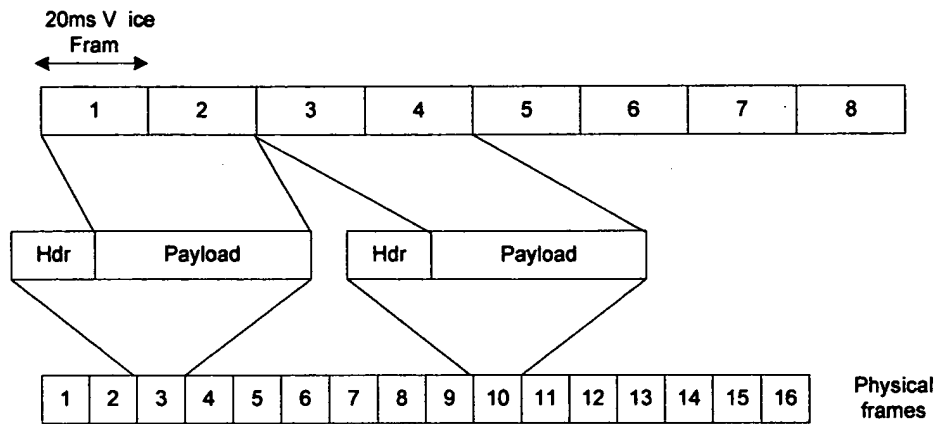 20ms V ice
Fram
1 2 3 4 5 6 7 8
Hdr Payload Hdr Payload
1 2 3 4 5 6 7 8 9 10 11 12 13 14 15 16
Physical
frames